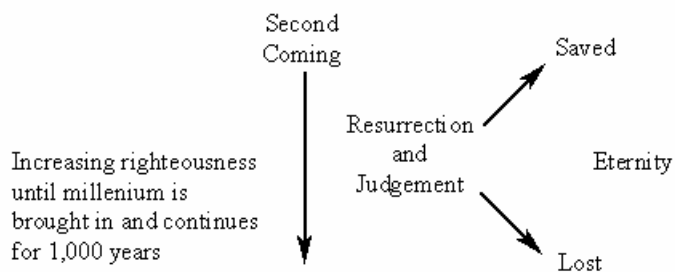 Second
Coming
Saved
Resurrection
and
Judgement
Increasing righteousness
until millenium is
brought in and continues
for 1,000 years
Eternity
Lost